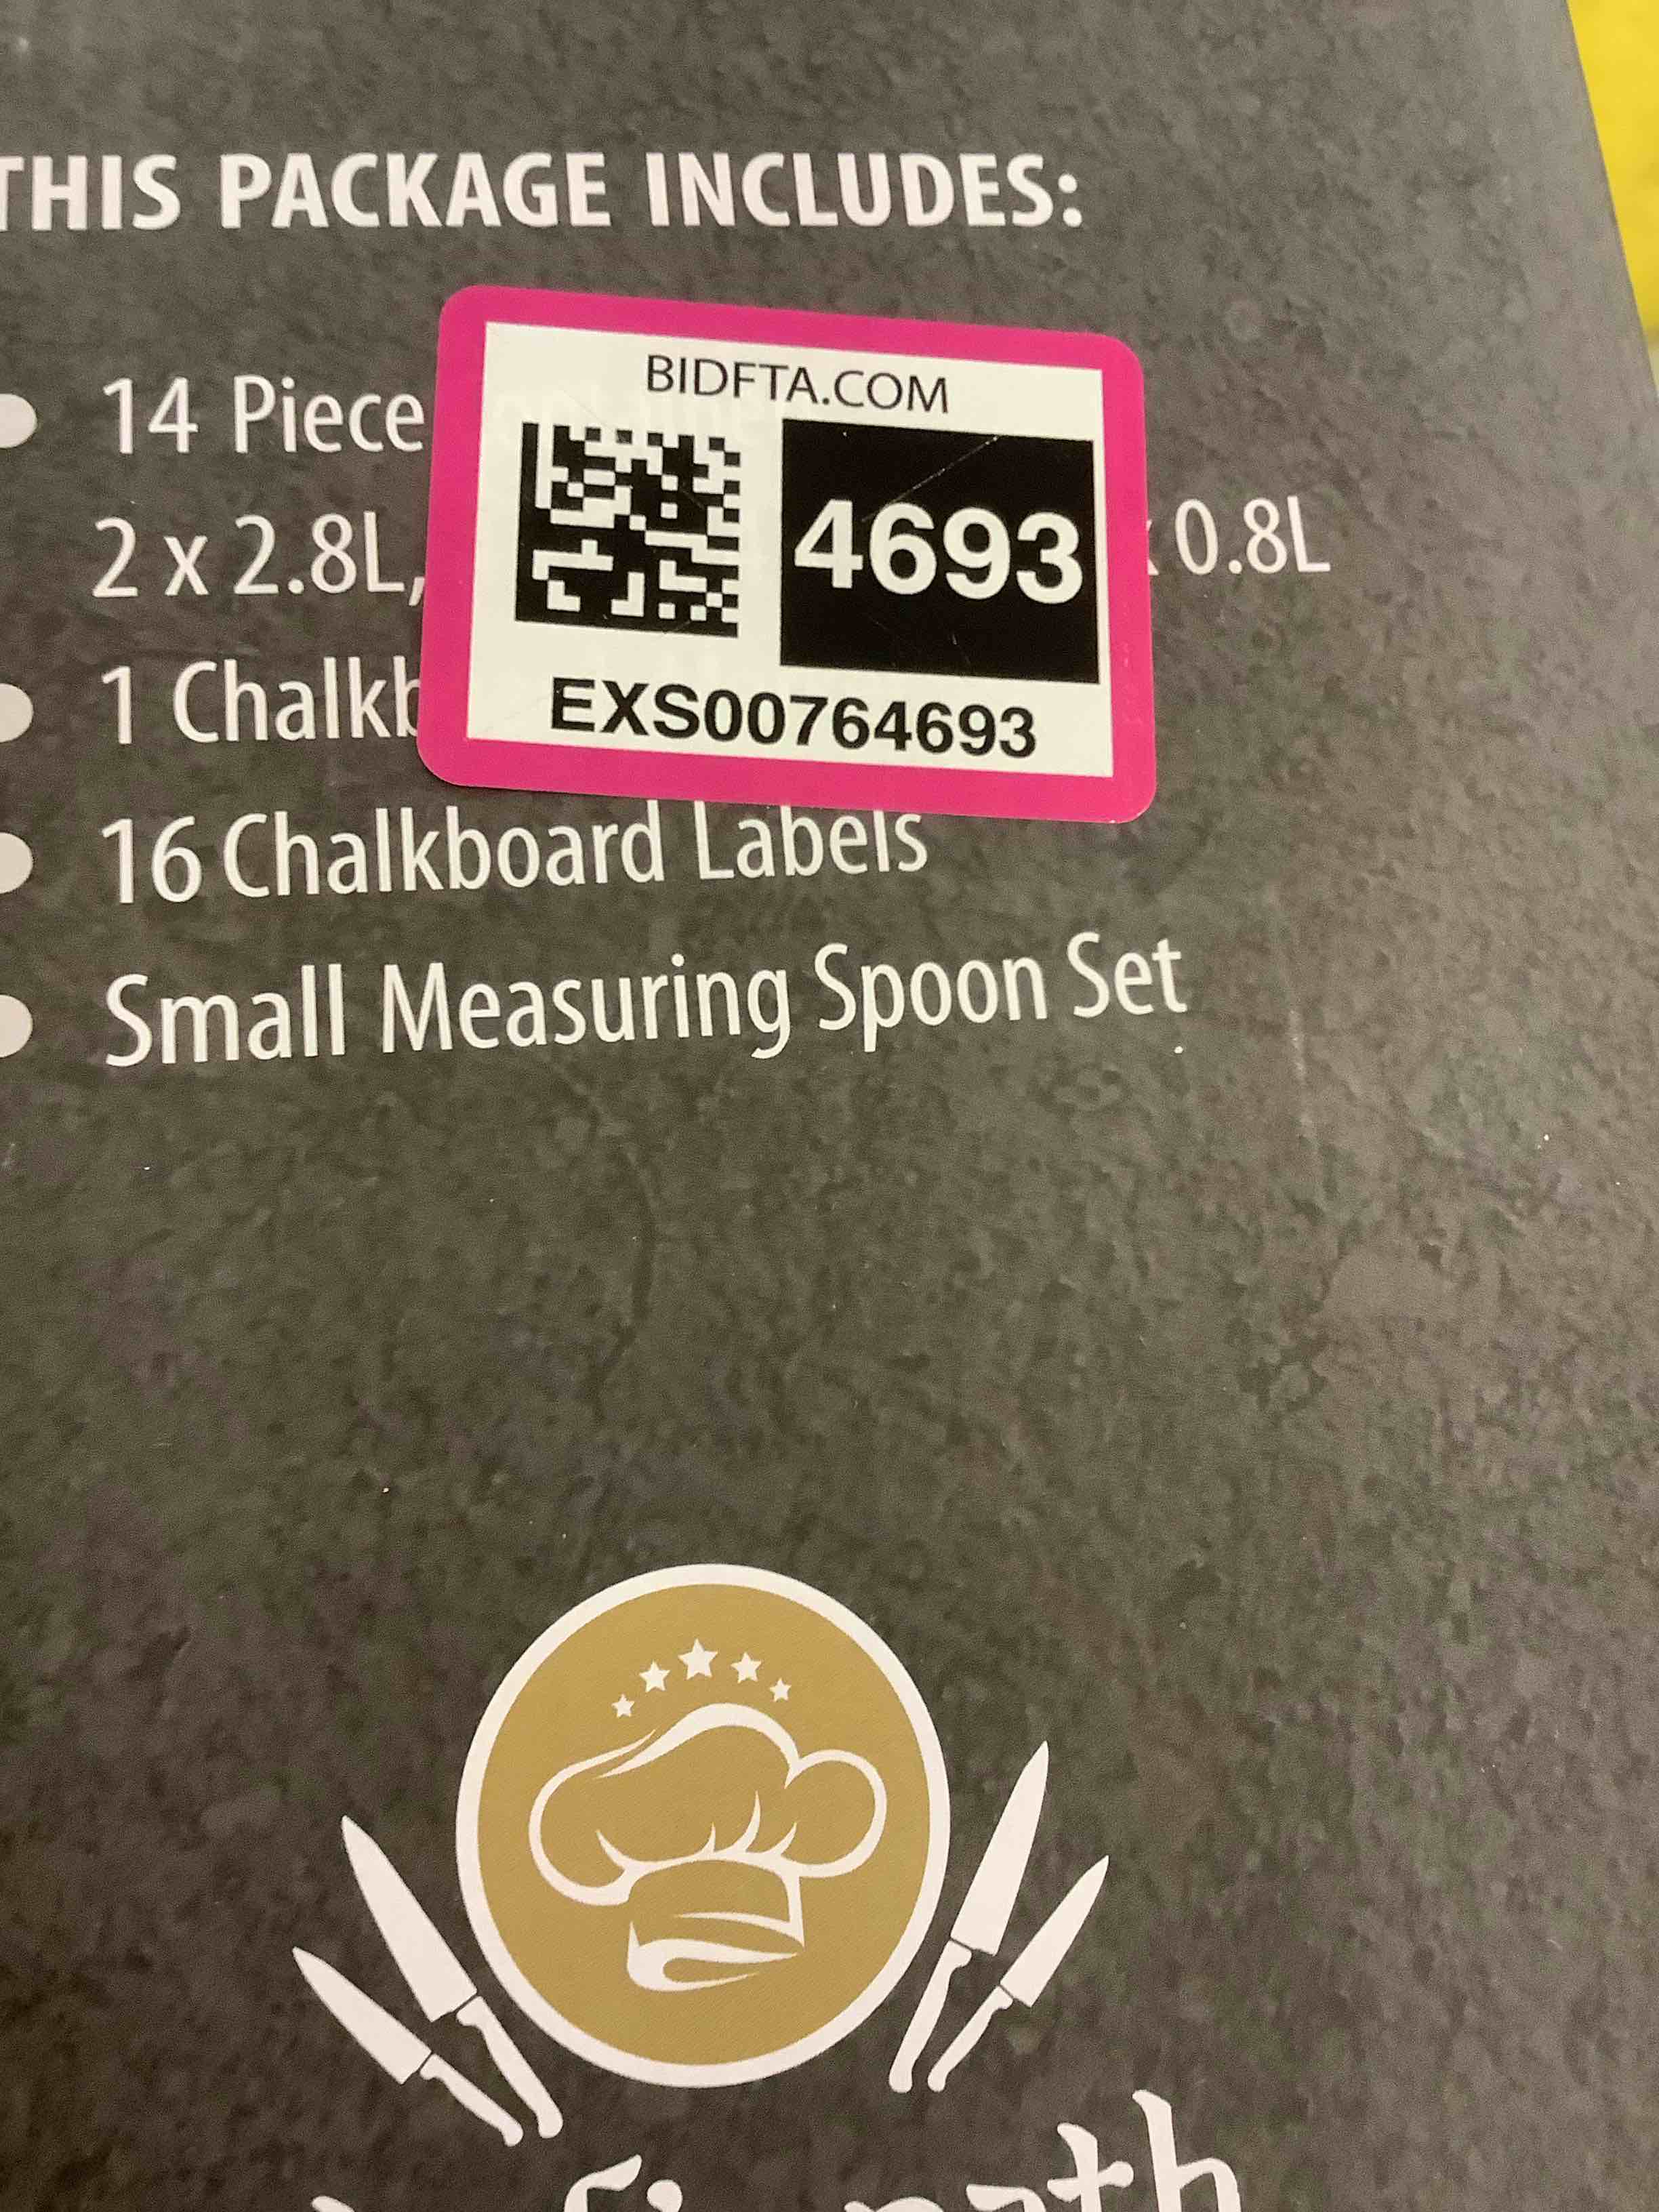 THIS PACKAGE INCLUDES:
BIDFTA.COM
4693
EXS00764693
14 Piece
2 x 2.8L, 0.8L
1
16 Chalkboard Labels
Small Measuring Spoon Set